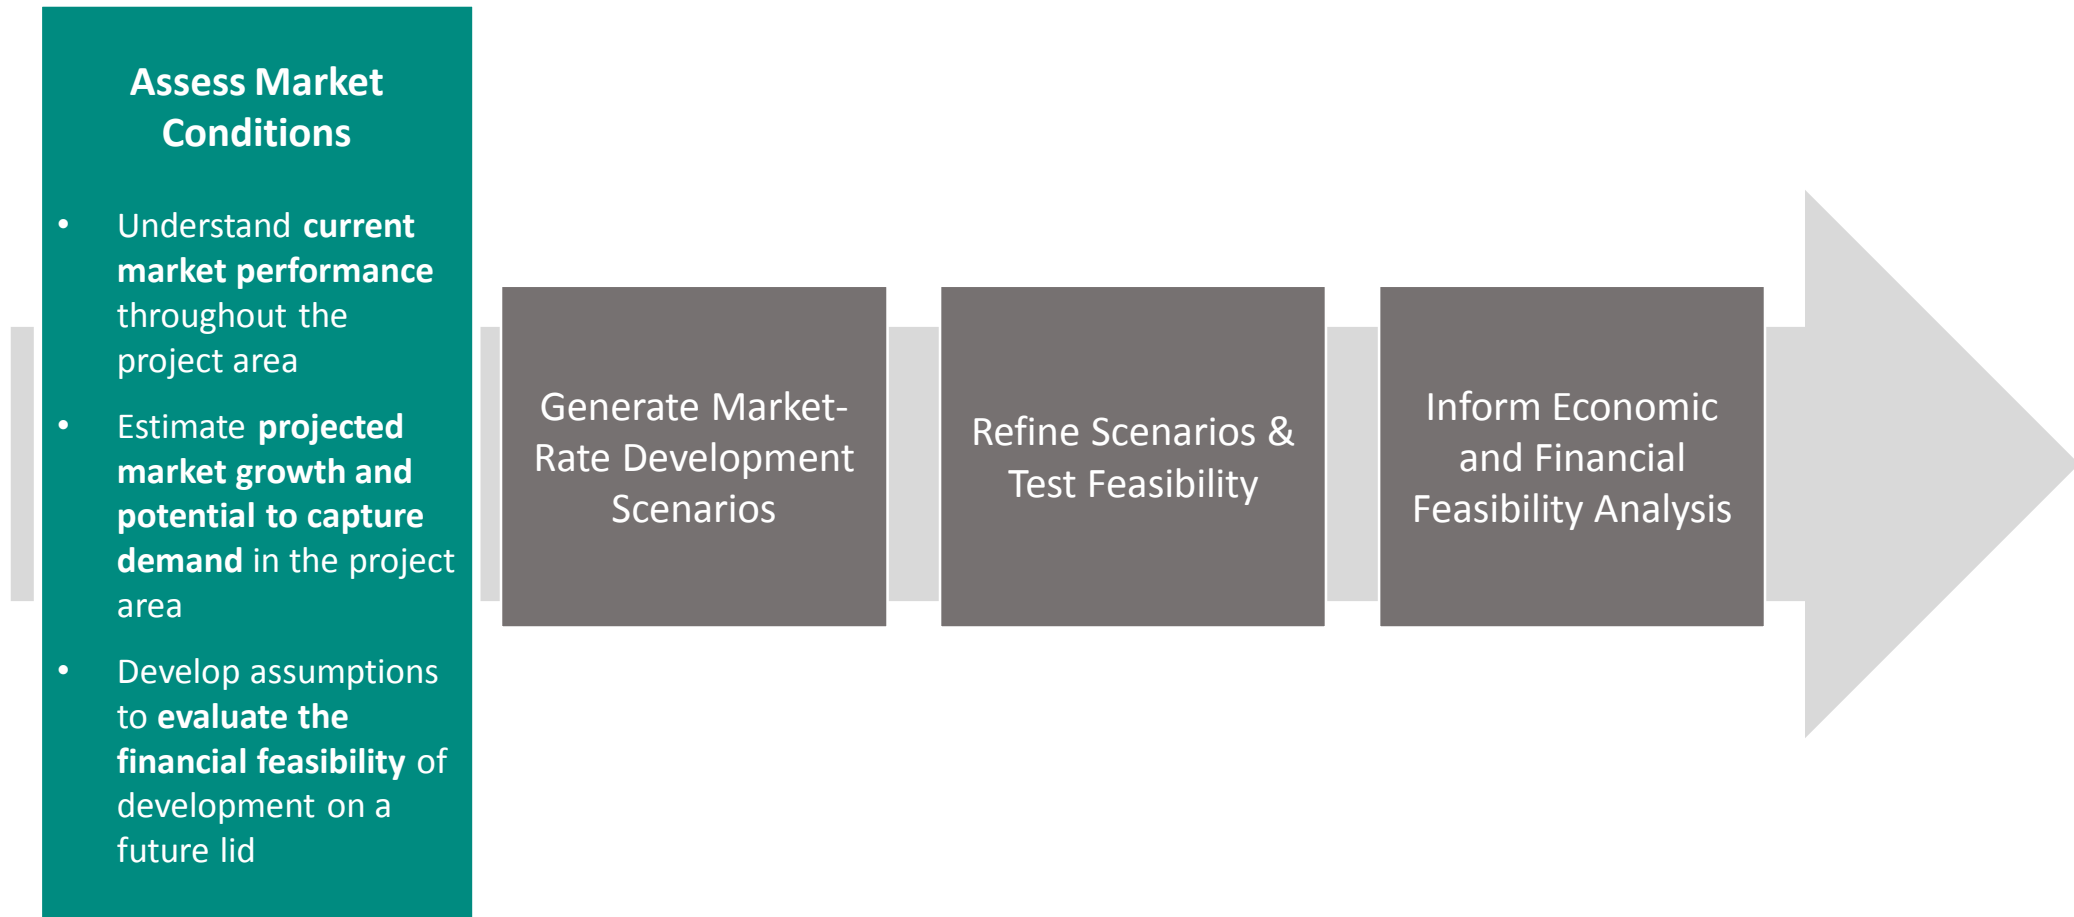 Assess Market
Conditions
• Understand current
market performance
throughout the
project area
• Estimate projected
market growth and
potential to capture
demand in the project
area
• Develop assumptions
to evaluate the
financial feasibility of
development on a
future lid
Generate Market-
Rate Development
Scenarios
Refine Scenarios &
Test Feasibility
Inform Economic
and Financial
Feasibility Analysis